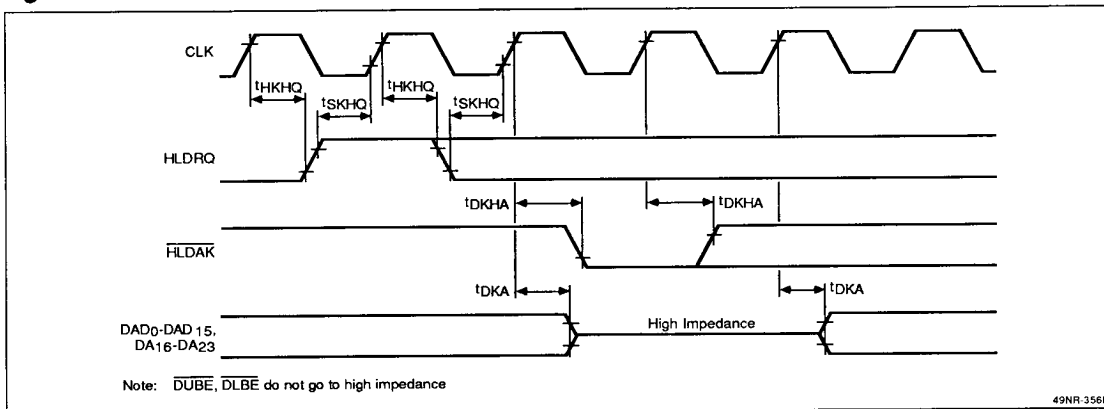 CLK
tHKHQ
tSKHQ
tHKHQ
tSKHQ
HLDRQ
tDKHA
tDKHA
HLDAK
tDKA
tDKA
DAD0-DAD15,
DA16-DA23
High Impedance
Note: DUBE, DLBE do not go to high impedance